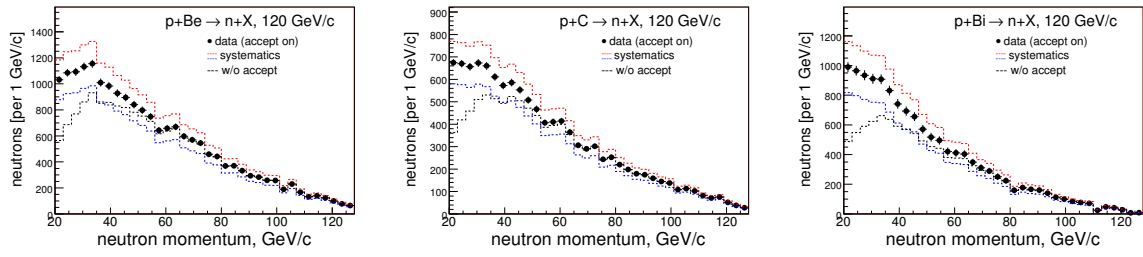 p+Be→n+X, 120 GeV/c
data (accept on)
systematics
w/o accept
neutrons [per 1 GeV/c]
1400
1200
1000
800
600
400
200
0
20 40 60 80 100 120
neutron momentum, GeV/c
p+C→n+X, 120 GeV/c
data (accept on)
systematics
w/o accept
neutrons [per 1 GeV/c]
900
800
700
600
500
400
300
200
100
0
20 40 60 80 100 120
neutron momentum, GeV/c
p+Bi→n+X, 120 GeV/c
data (accept on)
systematics
w/o accept
neutrons [per 1 GeV/c]
1200
1000
800
600
400
200
0
20 40 60 80 100 120
neutron momentum, GeV/c